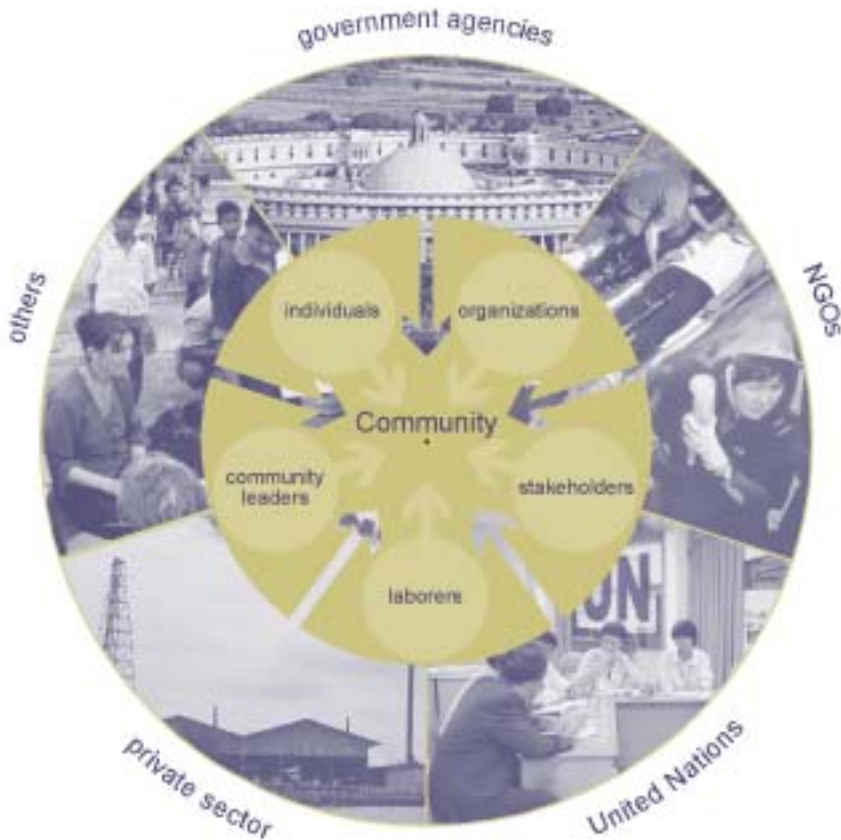 government agencies
others
NGOs
individuals
organizations
Community
community
leaders
stakeholders
laborers
UN
private sector
United Nations